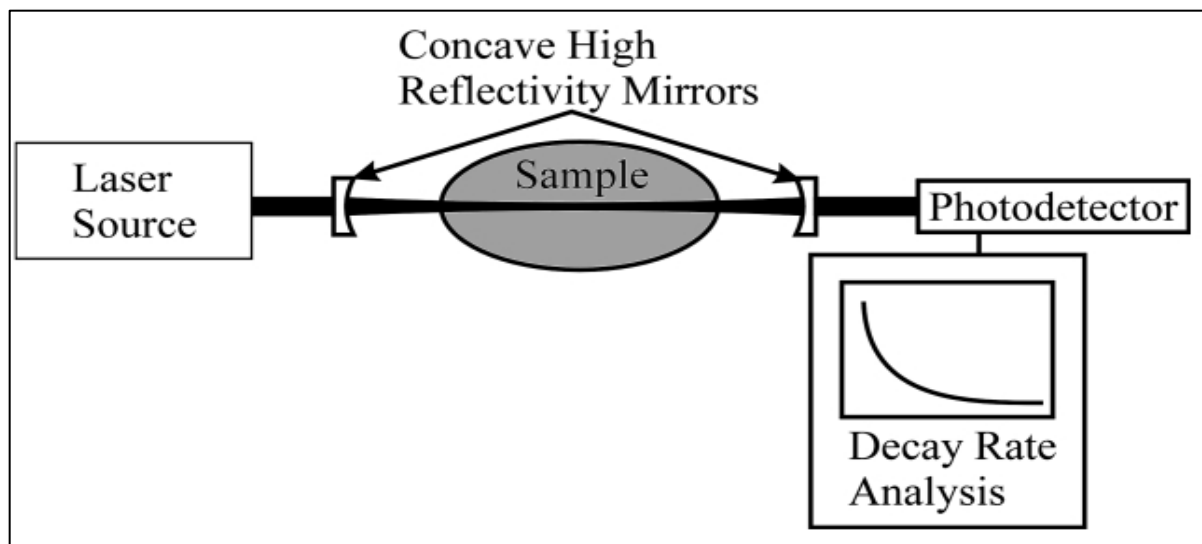 Concave High
Reflectivity Mirrors
Laser
Source
Sample
Photodetector
Decay Rate
Analysis